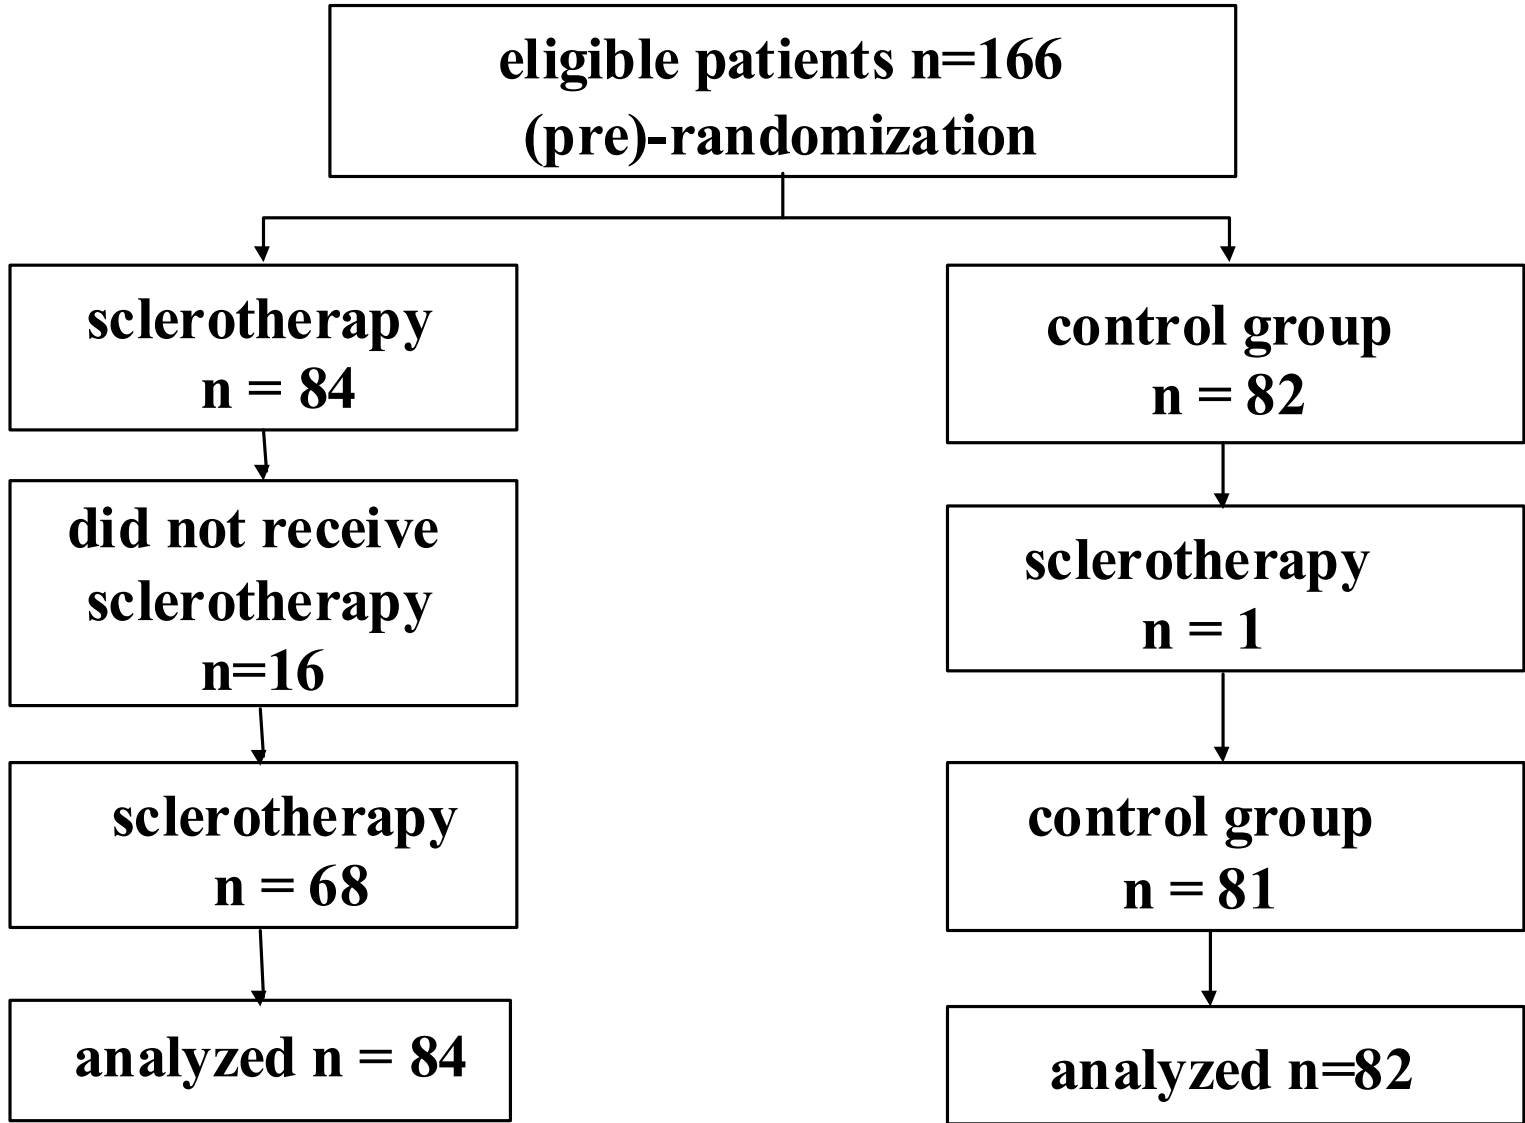 eligible patients n=166
(pre)-randomization
sclerotherapy
n = 84
control group
n = 82
did not receive
sclerotherapy
n=16
sclerotherapy
n = 1
sclerotherapy
n = 68
control group
n = 81
analyzed n = 84
analyzed n=82